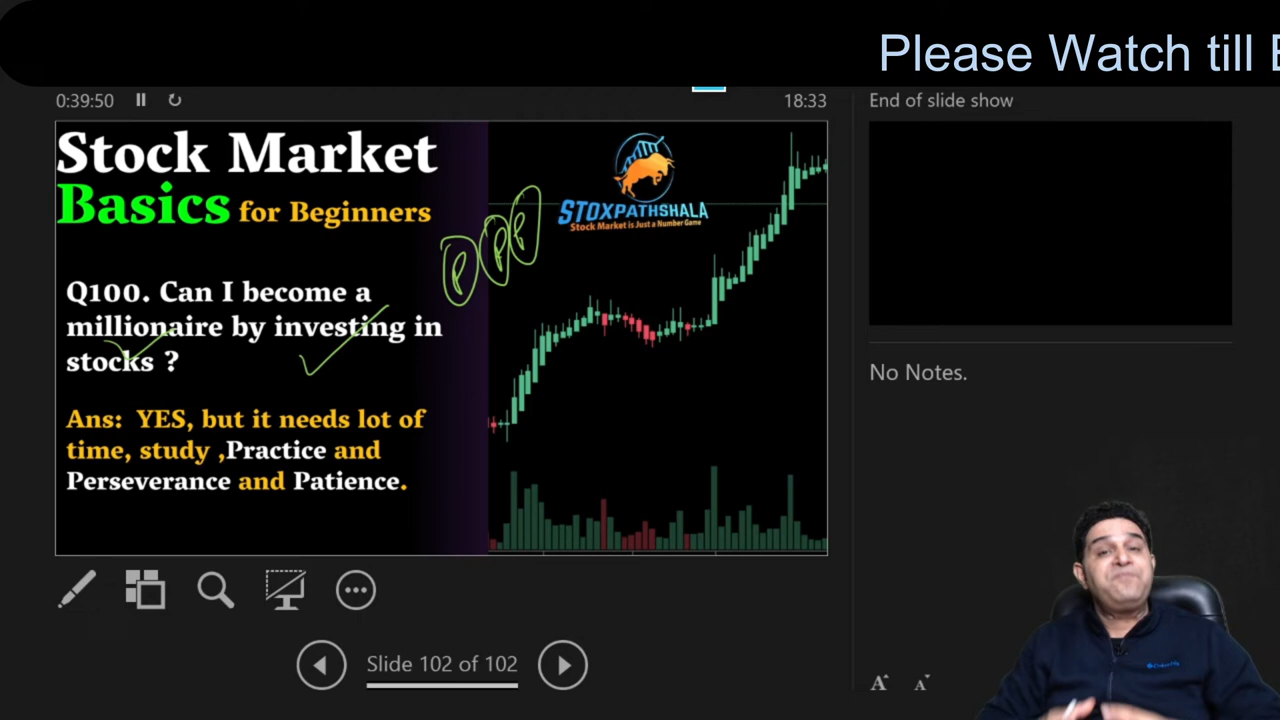 Please Watch till
0:39:50
18:33
End of slide show
Stock Market
Basics for Beginners
STOXPATHSHALA
Stock Market is Just a Number Game
P P P
Q100. Can I become a
millionaire by investing in
stocks ?
Ans: YES, but it needs lot of
time, study ,Practice and
Perseverance and Patience.
No Notes.
Slide 102 of 102
A A
Columbia